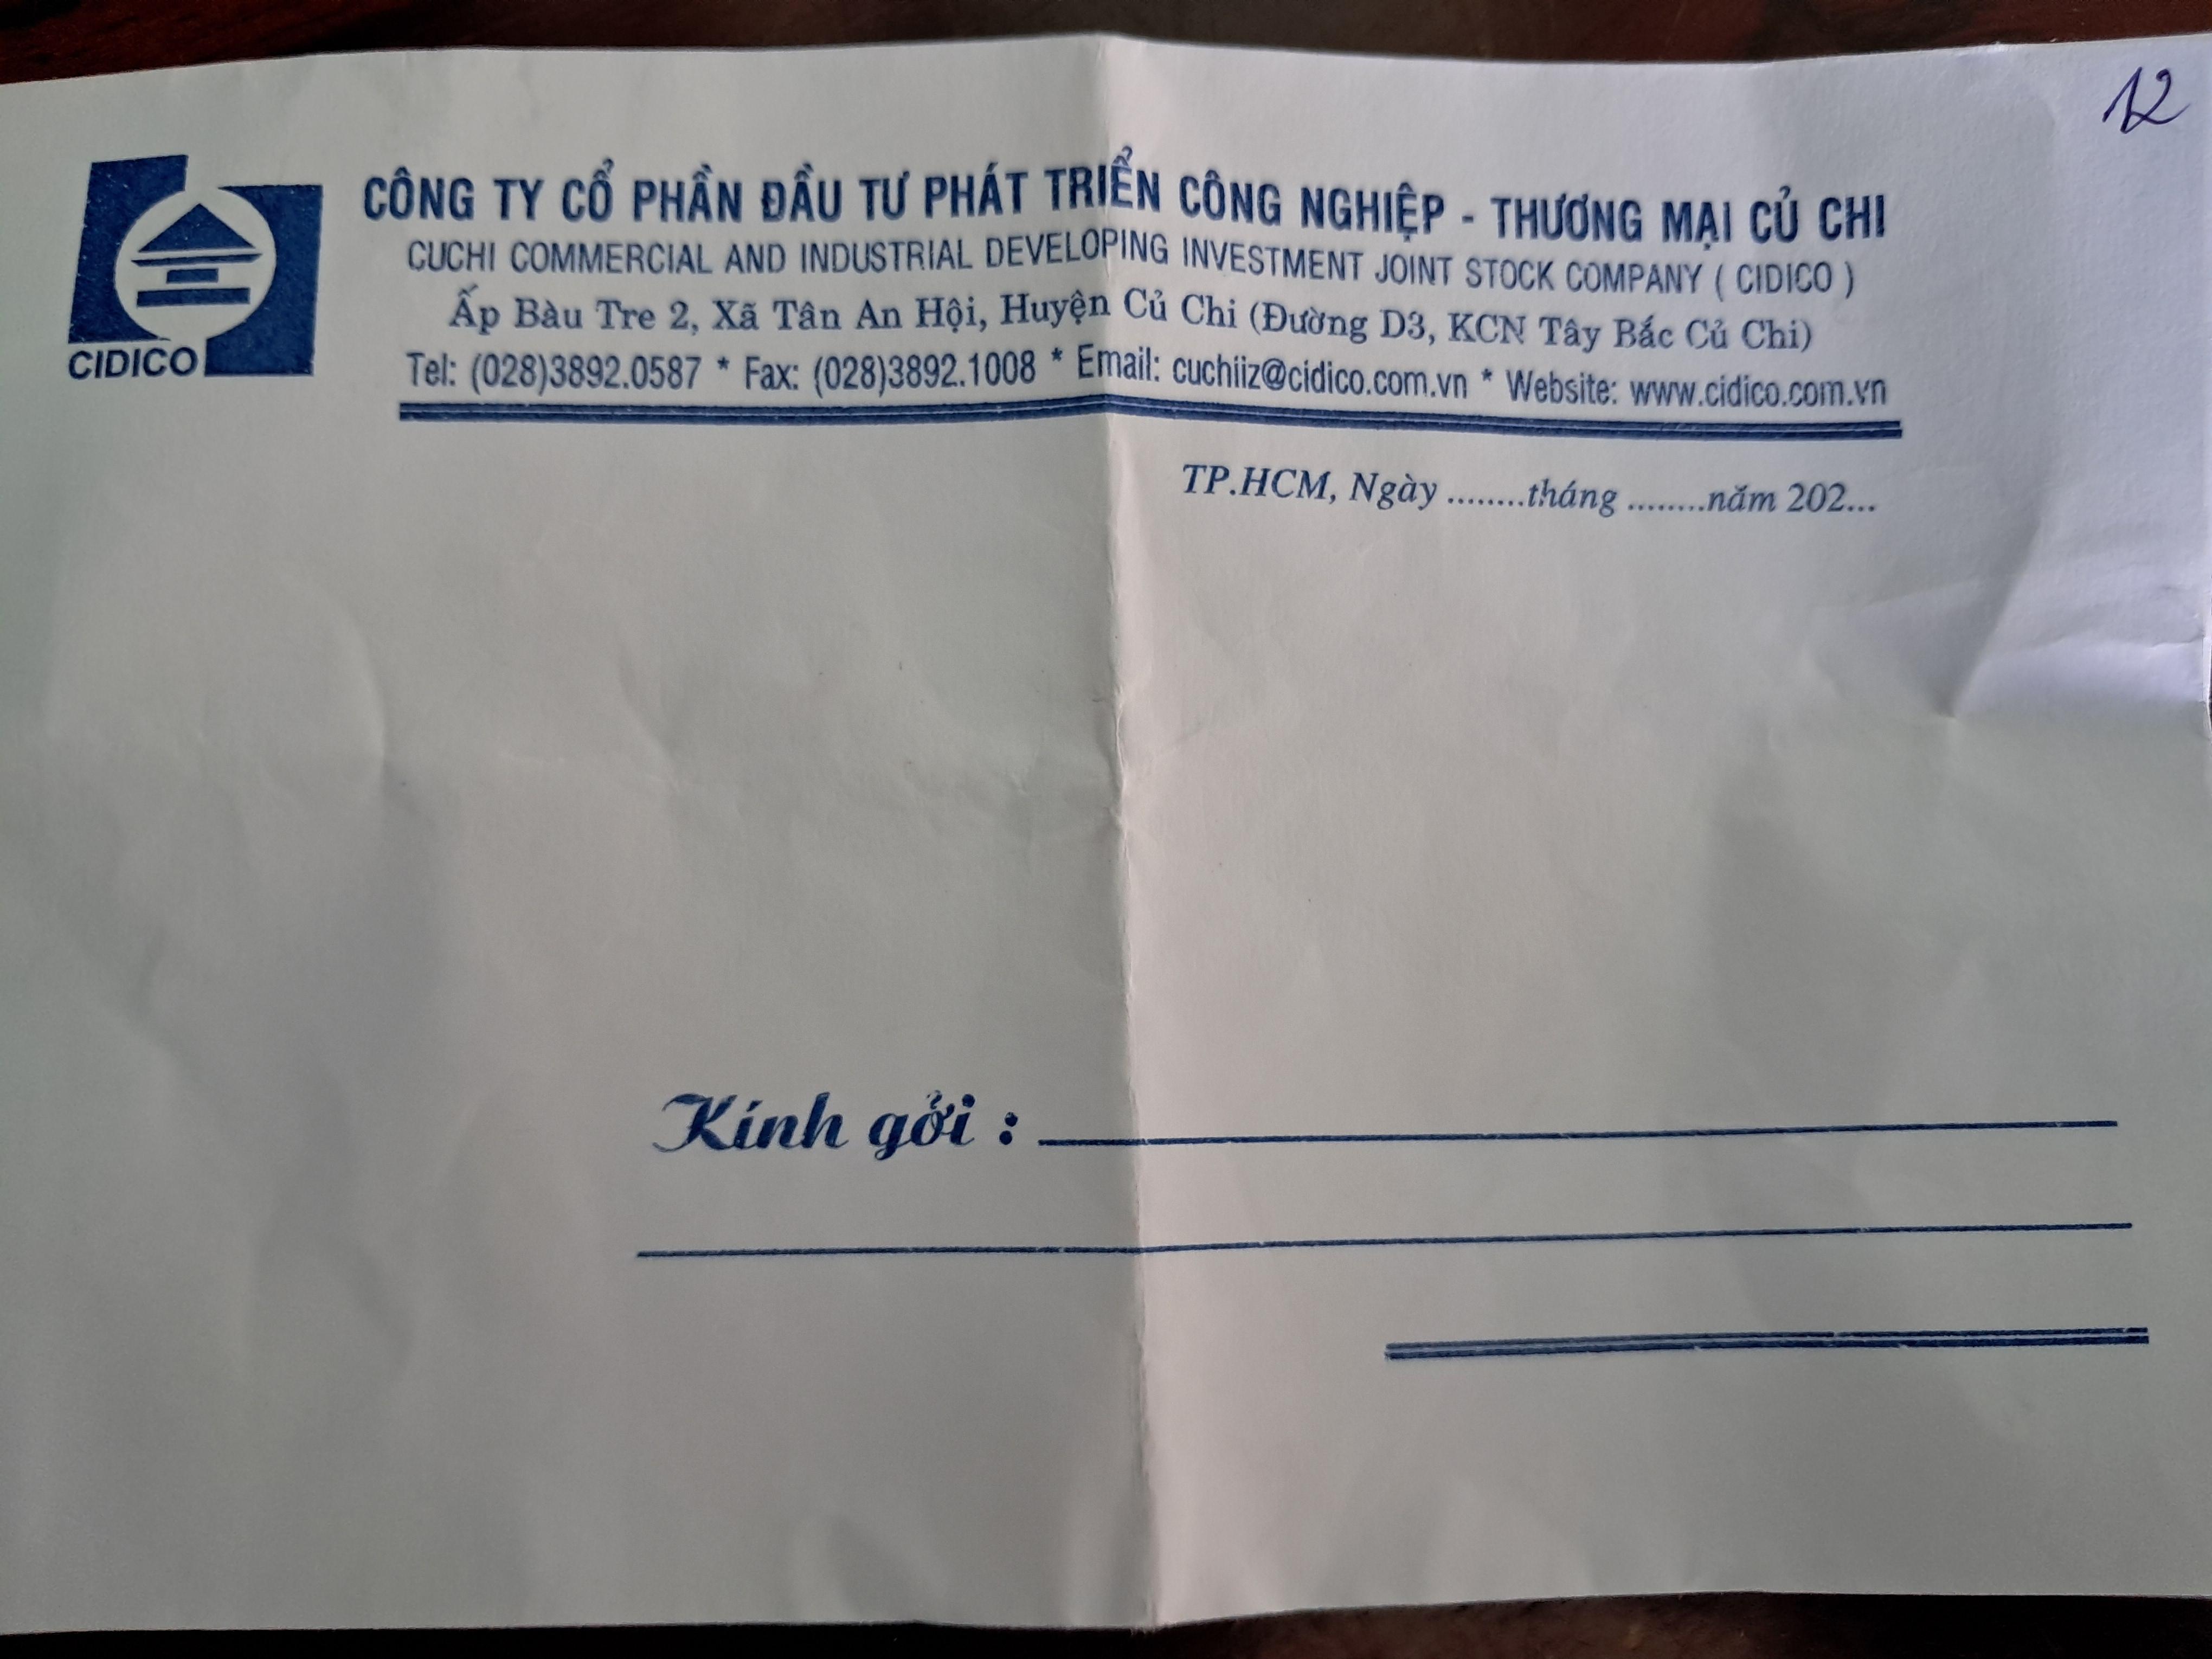 12
CÔNG TY CỔ PHẦN ĐẦU TƯ PHÁT TRIỂN CÔNG NGHIỆP - THƯƠNG MẠI CỦ CHI
CUCHI COMMERCIAL AND INDUSTRIAL DEVELOPING INVESTMENT JOINT STOCK COMPANY ( CIDICO )
Ấp Bàu Tre 2, Xã Tân An Hội, Huyện Củ Chi (Đường D3, KCN Tây Bắc Củ Chi)
CIDICO
Tel: (028)3892.0587 * Fax: (028)3892.1008 * Email: cuchiiz@cidico.com.vn * Website: www.cidico.com.vn
TP.HCM, Ngày ........tháng ........năm 202...
Kính gởi :